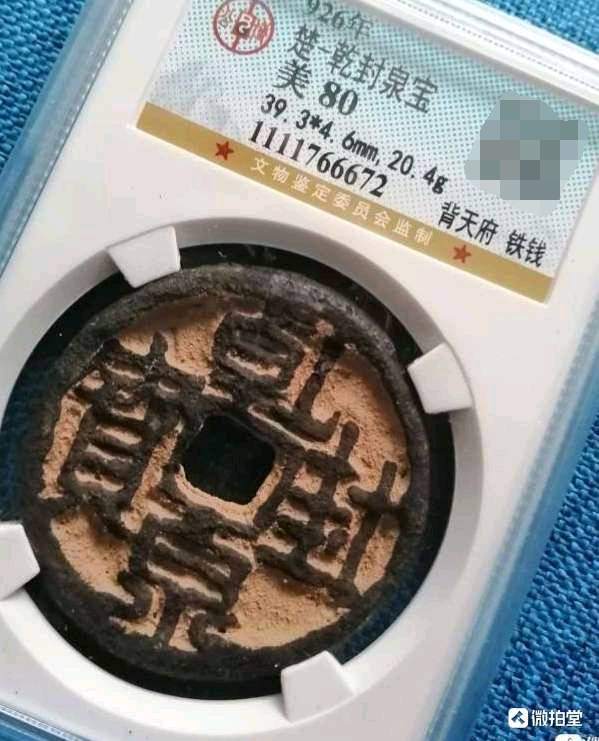 926年
楚-乾封泉宝
美 80
39.3*4.6mm,20.4g
1111766672
背天府 铁钱
文物鉴定委员会监制
乾封泉寶
微拍堂